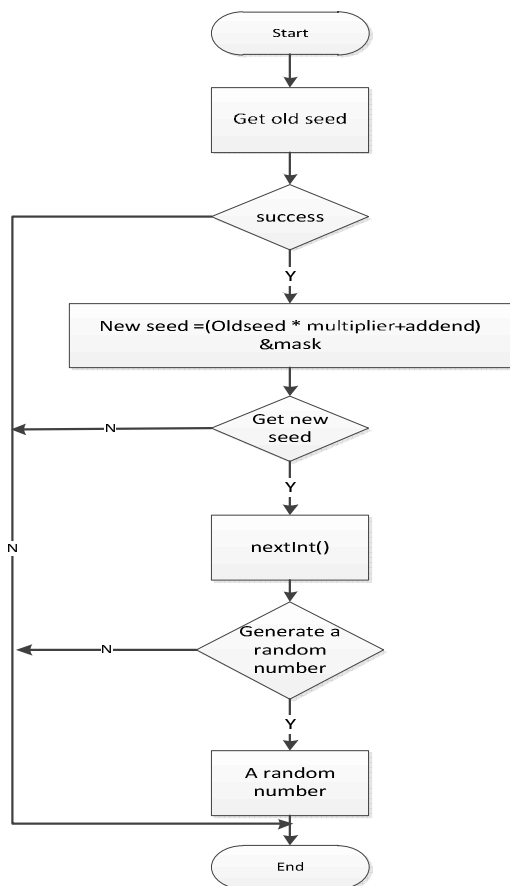 Start
Get old seed
success
Y
New seed =(Oldseed * multiplier+addend)
&mask
Get new
seed
N
Y
nextInt()
N
Generate a
random
number
N
Y
A random
number
End